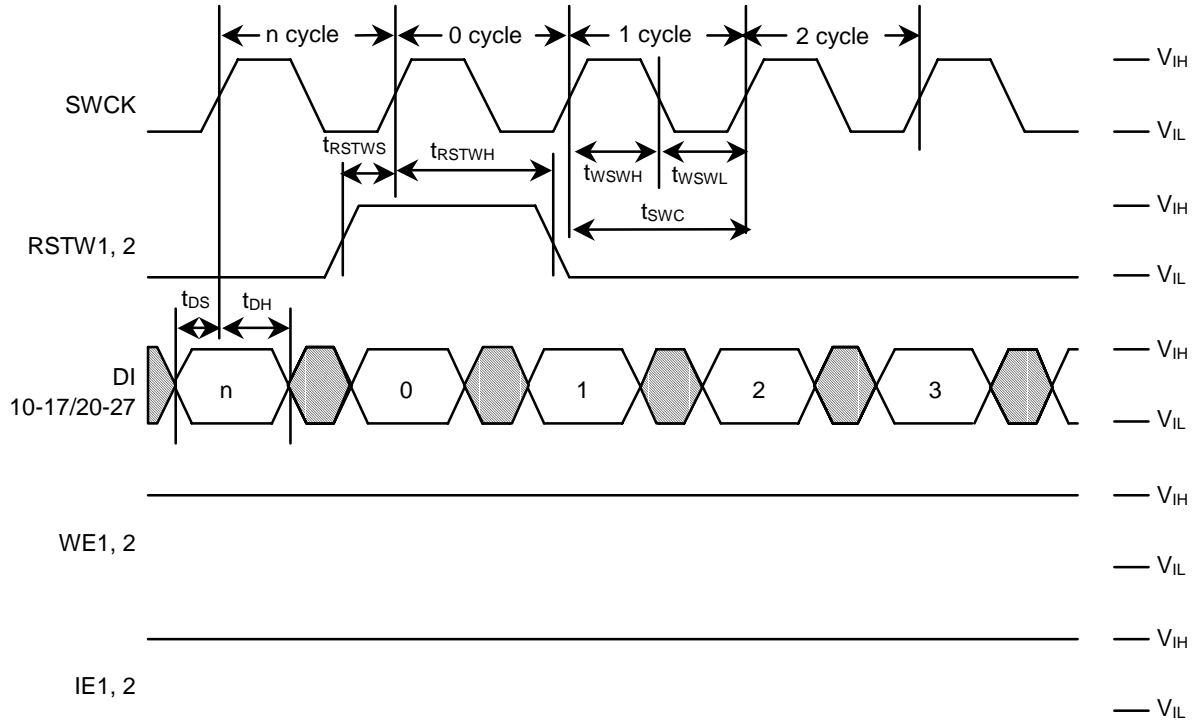 n cycle 0 cycle 1 cycle 2 cycle
VIH
SWCK
VIL
tRSTWS tRSTWH tWSWH tWSWL
VIH
tSWC
RSTW1, 2
VIL
tDS tDH
VIH
DI
n 0 1 2 3
10-17/20-27
VIL
VIH
WE1, 2
VIL
VIH
IE1, 2
VIL